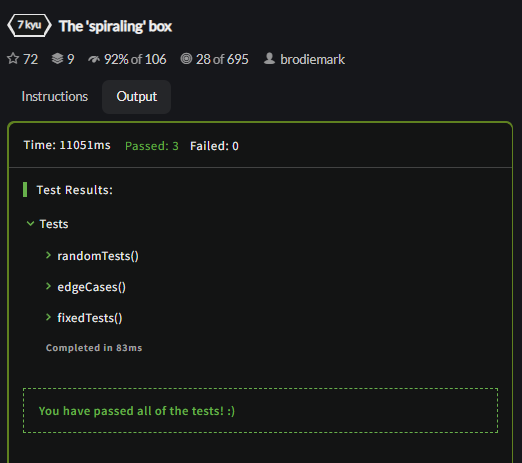 7 kyu The 'spiraling' box
72 9 92% of 106 28 of 695 brodiemark
Instructions Output
Time: 11051ms Passed: 3 Failed: 0
Test Results:
Tests
randomTests()
edgeCases()
fixedTests()
Completed in 83ms
You have passed all of the tests! :)